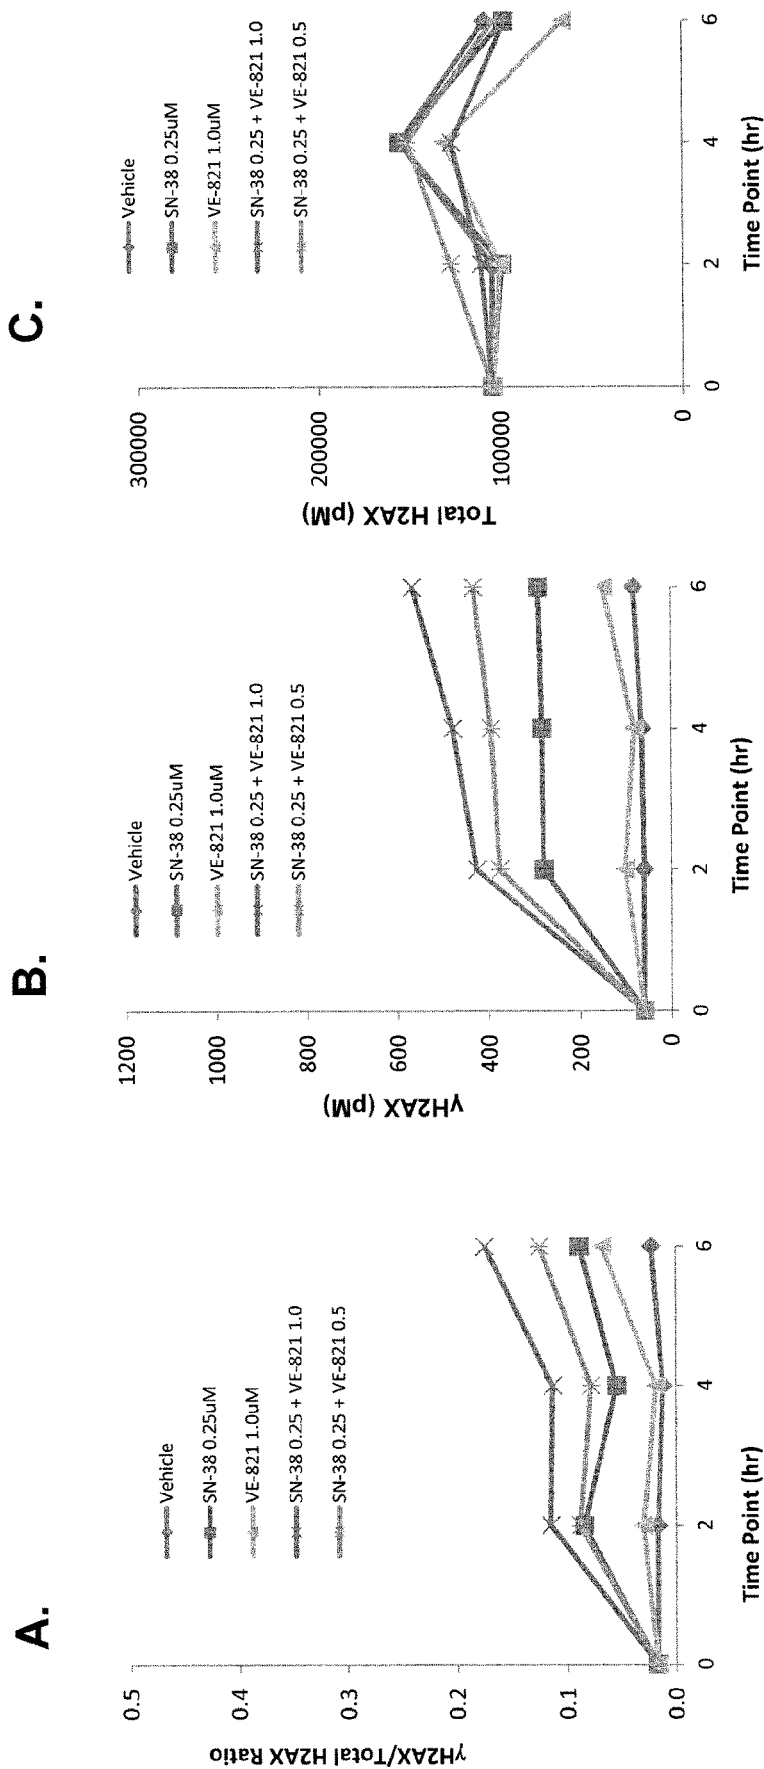 A.
γH2AX/Total H2AX Ratio
0.5
0.4
0.3
0.2
0.1
0.0
0
2
4
6
Time Point (hr)
Vehicle
SN-38 0.25uM
VE-821 1.0uM
SN-38 0.25 + VE-821 1.0
SN-38 0.25 + VE-821 0.5
B.
γH2AX (pM)
1200
1000
800
600
400
200
0
0
2
4
6
Time Point (hr)
Vehicle
SN-38 0.25uM
VE-821 1.0uM
SN-38 0.25 + VE-821 1.0
SN-38 0.25 + VE-821 0.5
C.
Total H2AX (pM)
300000
200000
100000
0
0
2
4
6
Time Point (hr)
Vehicle
SN-38 0.25uM
VE-821 1.0uM
SN-38 0.25 + VE-821 1.0
SN-38 0.25 + VE-821 0.5